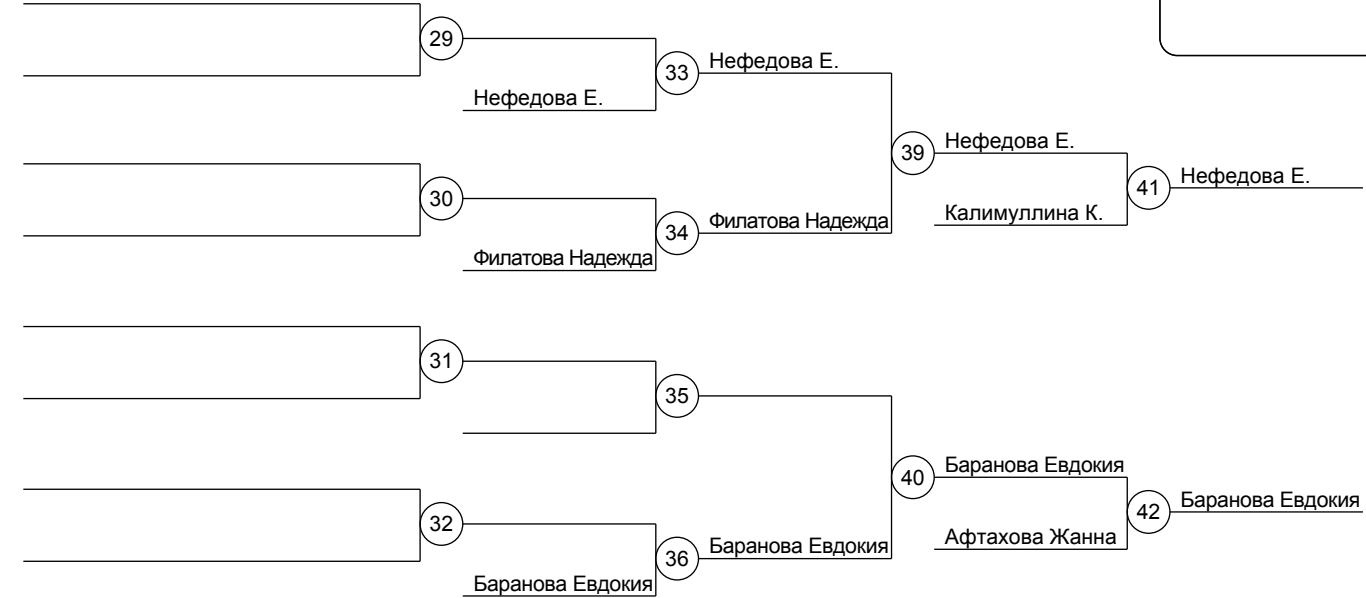 29
33
Нефедова Е.
Нефедова Е.
39
Нефедова Е.
41
Нефедова Е.
30
34
Филатова Надежда
Калимуллина К.
Филатова Надежда
31
35
40
Баранова Евдокия
42
Баранова Евдокия
32
36
Баранова Евдокия
Афтахова Жанна
Баранова Евдокия